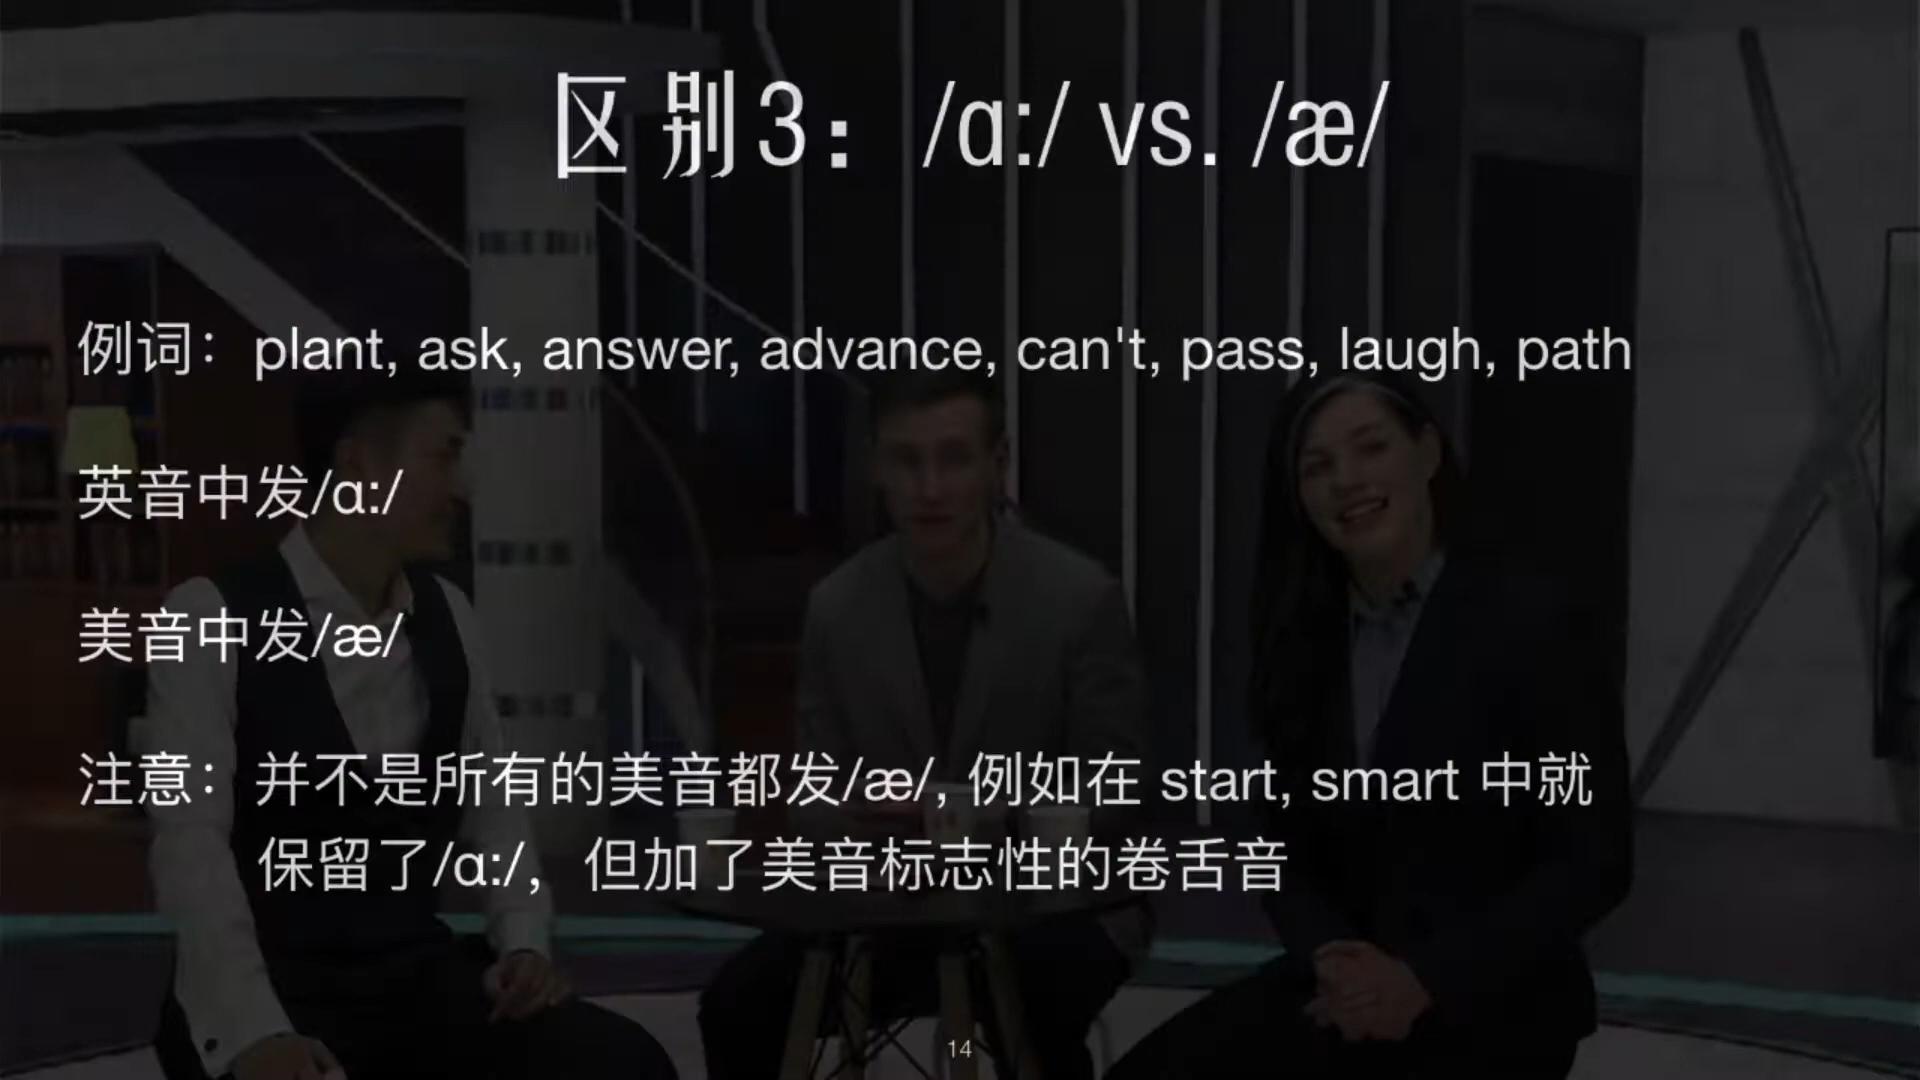 区别3：/ɑ:/ vs. /æ/
例词：plant, ask, answer, advance, can't, pass, laugh, path
英音中发/ɑ:/
美音中发/æ/
注意：并不是所有的美音都发/æ/, 例如在 start, smart 中就
保留了/ɑ:/，但加了美音标志性的卷舌音
14